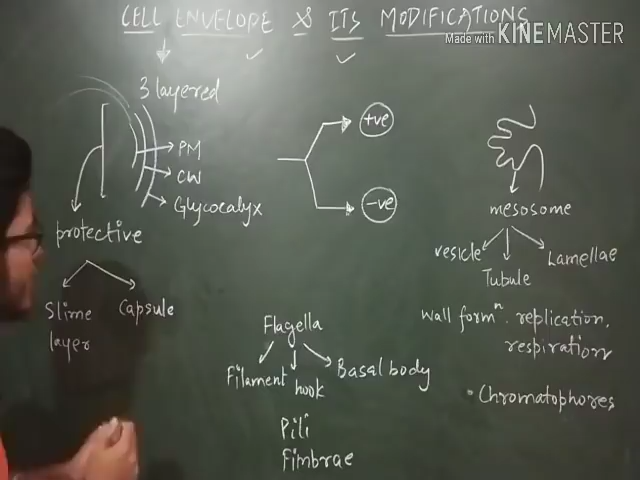 CELL ENVELOPE & ITS MODIFICATIONS
Made with KINEMASTER
3 layered
PM
CW
Glycocalyx
protective
Slime layer
Capsule
+ve
-ve
Flagella
Filament
hook
Basal body
Pili
Fimbrae
mesosome
vesicle
Tubule
Lamellae
wall formⁿ. replication,
respiration
• Chromatophores